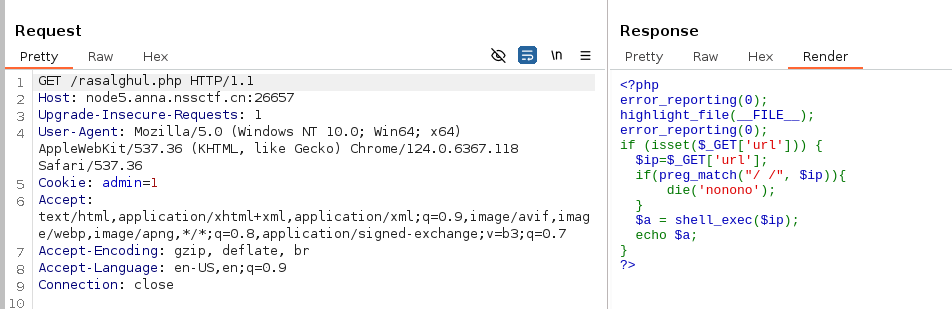 Request
Pretty Raw Hex \n
1 GET /rasalghul.php HTTP/1.1
2 Host: node5.anna.nssctf.cn:26657
3 Upgrade-Insecure-Requests: 1
4 User-Agent: Mozilla/5.0 (Windows NT 10.0; Win64; x64)
AppleWebKit/537.36 (KHTML, like Gecko) Chrome/124.0.6367.118
Safari/537.36
5 Cookie: admin=1
6 Accept:
text/html,application/xhtml+xml,application/xml;q=0.9,image/avif,imag
e/webp,image/apng,*/*;q=0.8,application/signed-exchange;v=b3;q=0.7
7 Accept-Encoding: gzip, deflate, br
8 Accept-Language: en-US,en;q=0.9
9 Connection: close
10
Response
Pretty Raw Hex Render
<?php
error_reporting(0);
highlight_file(__FILE__);
error_reporting(0);
if (isset($_GET['url'])) {
  $ip=$_GET['url'];
  if(preg_match("/ /", $ip)){
      die('nonono');
  }
  $a = shell_exec($ip);
  echo $a;
}
?>